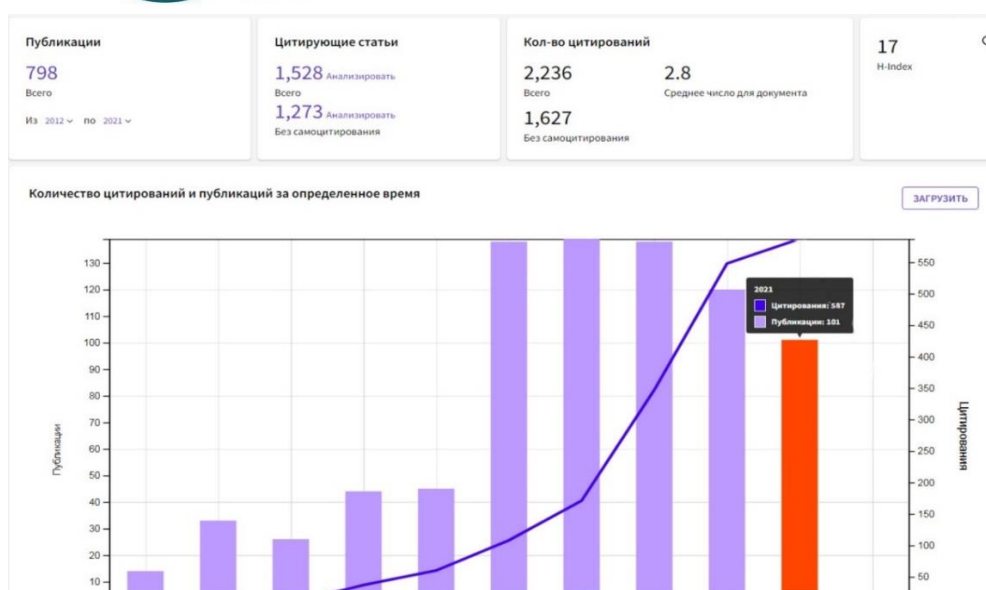 Публикации
798
Всего
Из 2012 по 2021
Цитирующие статьи
1,528 Анализировать
Всего
1,273 Анализировать
Без самоцитирования
Кол-во цитирований
2,236
Всего
2.8
Среднее число для документа
1,627
Без самоцитирования
17
H-Index
Количество цитирований и публикаций за определенное время
ЗАГРУЗИТЬ
Публикации
130
120
110
100
90
80
70
60
50
40
30
20
10
2021
Цитирования: 587
Публикации: 101
550
500
450
400
350
300
250
200
150
100
50
Цитирования